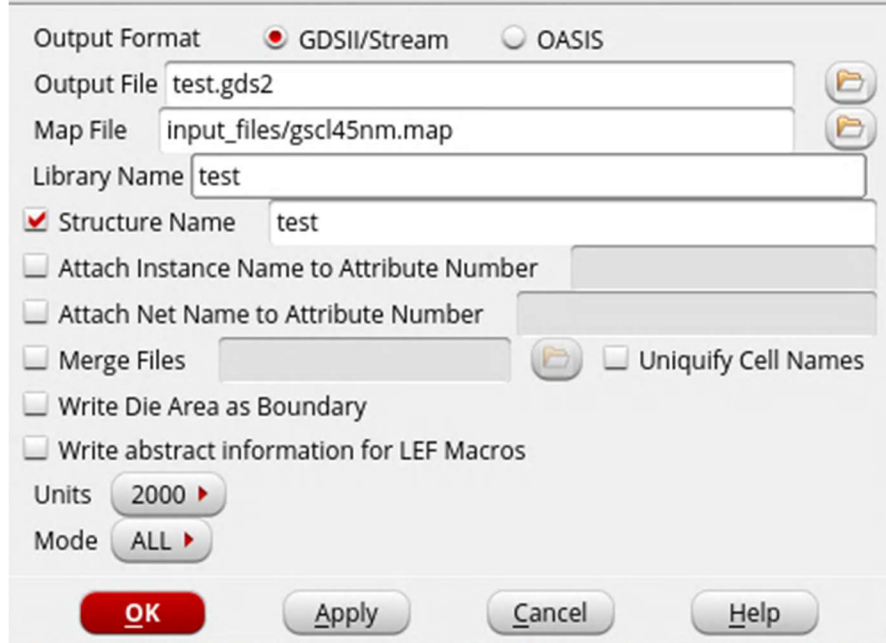 Output Format GDSII/Stream OASIS
Output File test.gds2
Map File input_files/gscl45nm.map
Library Name test
Structure Name test
Attach Instance Name to Attribute Number
Attach Net Name to Attribute Number
Merge Files Uniquify Cell Names
Write Die Area as Boundary
Write abstract information for LEF Macros
Units 2000
Mode ALL
OK Apply Cancel Help